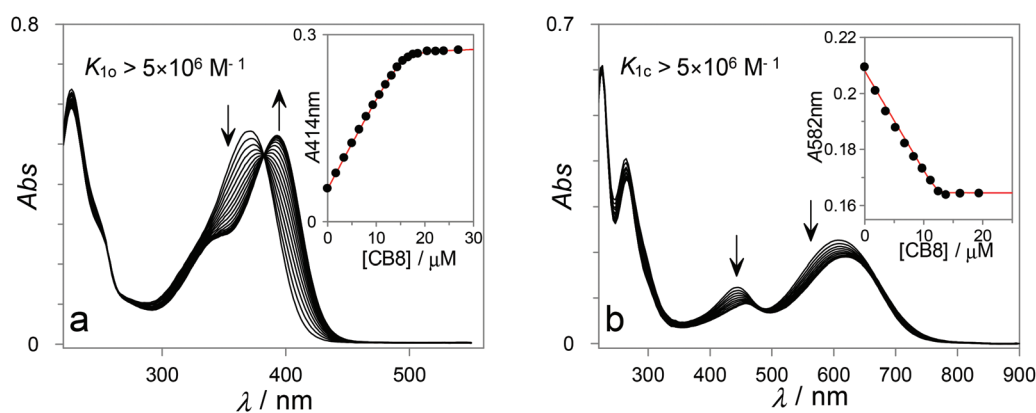 0.8
Abs
0
K1o > 5×10⁶ M⁻¹
a
300
400
500
λ / nm
0.3
A414nm
0
0
10
20
30
[CB8] / μM
0.7
Abs
0
K1c > 5×10⁶ M⁻¹
b
300
400
500
600
700
800
900
λ / nm
0.22
0.2
0.18
0.16
A582nm
0
10
20
[CB8] / μM